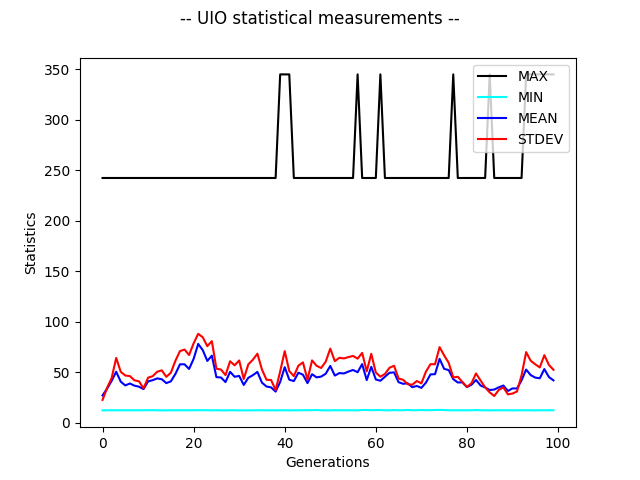 -- UIO statistical measurements --
350
300
250
200
150
100
50
0
Statistics
MAX
MIN
MEAN
STDEV
0 20 40 60 80 100
Generations